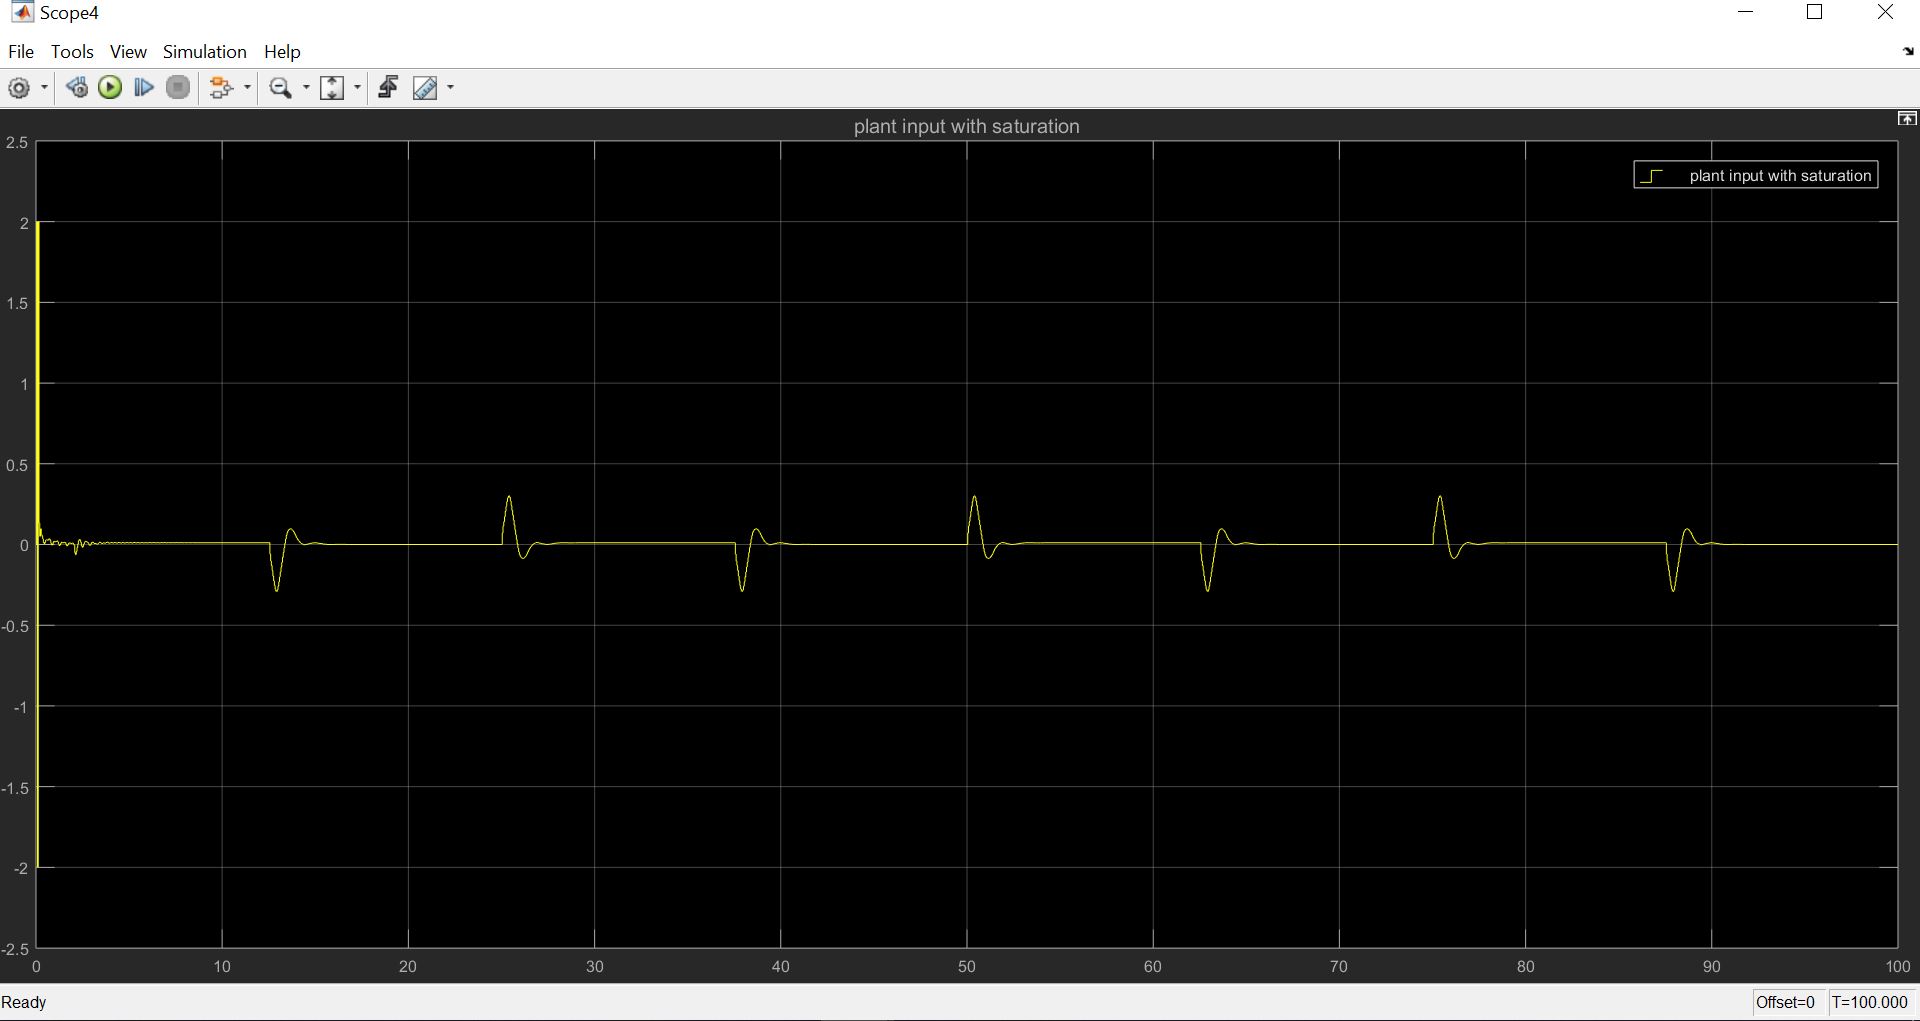 Scope4
File Tools View Simulation Help
plant input with saturation
plant input with saturation
2.5
2
1.5
1
0.5
0
-0.5
-1
-1.5
-2
-2.5
0 10 20 30 40 50 60 70 80 90 100
Ready Offset=0 T=100.000